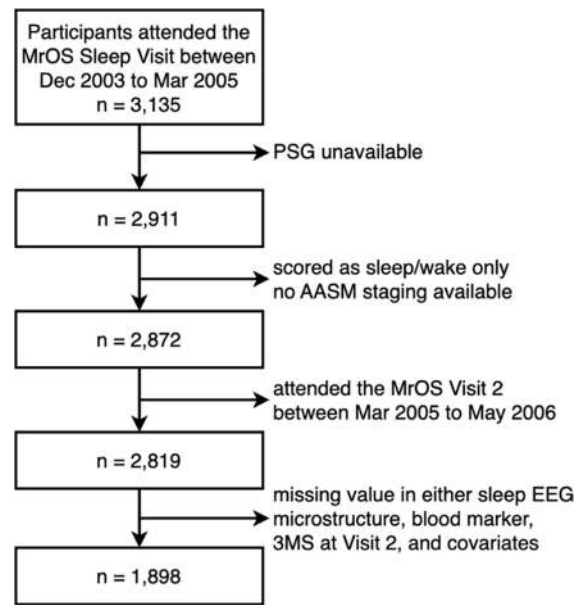 Participants attended the
MrOS Sleep Visit between
Dec 2003 to Mar 2005
n = 3,135
PSG unavailable
n = 2,911
scored as sleep/wake only
no AASM staging available
n = 2,872
attended the MrOS Visit 2
between Mar 2005 to May 2006
n = 2,819
missing value in either sleep EEG
microstructure, blood marker,
3MS at Visit 2, and covariates
n = 1,898